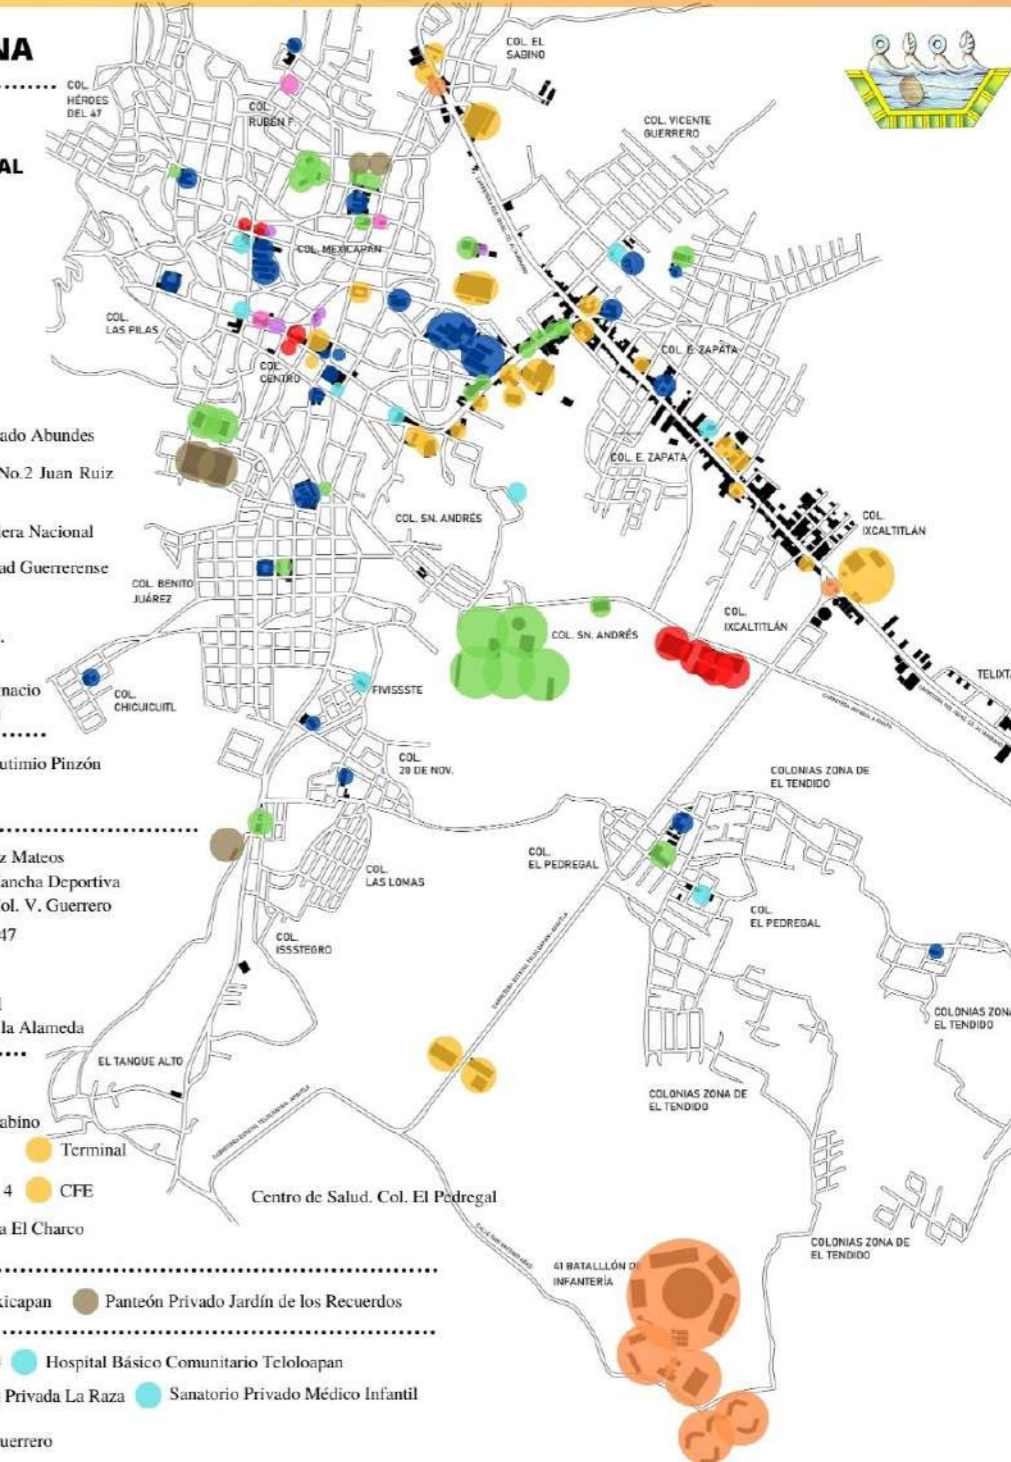 NA
AL
COL. HÉROES DEL 47
COL. RUBÉN F.
COL. EL SABINO
COL. VICENTE GUERRERO
COL. MEXICAPÁN
COL. LAS PILAS
COL. CENTRO
COL. E. ZAPATA
ado Abundes
COL. E. ZAPATA
No.2 Juan Ruiz
COL. SN. ANDRÉS
COL. IXCALTITLÁN
era Nacional
ad Guerrerense
COL. BENITO JUÁREZ
COL. IXCALTITLÁN
COL. SN. ANDRÉS
nacio
COL. CHICUICUITL
FIVISSSTE
TELIXT
utimio Pinzón
COL. 20 DE NOV.
COLONIAS ZONA DE EL TENDIDO
z Mateos
ancha Deportiva
ol. V. Guerrero
47
COL. LAS LOMAS
COL. EL PEDREGAL
COL. EL PEDREGAL
COL. ISSSTEGRO
la Alameda
COLONIAS ZONA EL TENDIDO
EL TANQUE ALTO
COLONIAS ZONA DE EL TENDIDO
abino
Terminal
4 CFE
Centro de Salud. Col. El Pedregal
a El Charco
COLONIAS ZONA DE EL TENDIDO
41 BATALLLÓN D INFANTERÍA
xicapan Panteón Privado Jardín de los Recuerdos
Hospital Básico Comunitario Teloloapan
Privada La Raza Sanatorio Privado Médico Infantil
uerrero